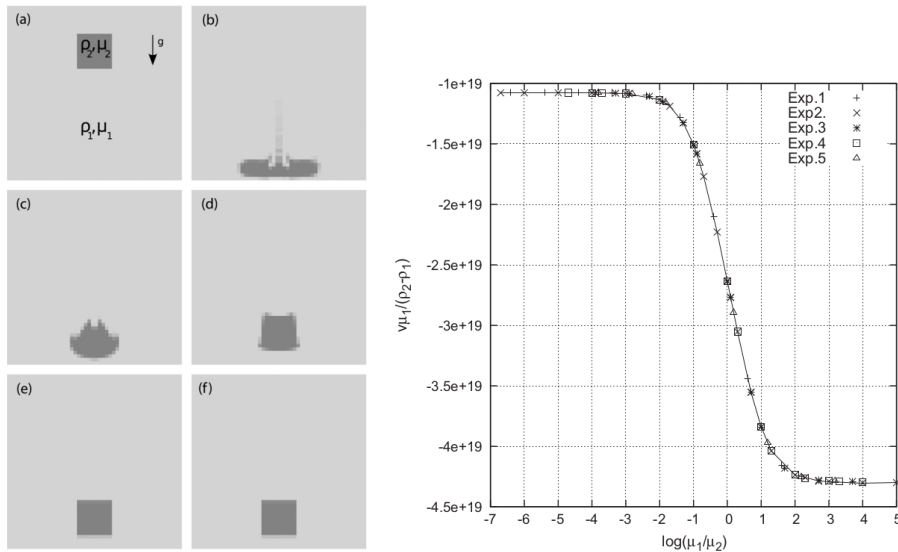 (a)
ρ2,μ2
g
ρ1,μ1
(b)
(c)
(d)
(e)
(f)
-1e+19
-1.5e+19
-2e+19
-2.5e+19
-3e+19
-3.5e+19
-4e+19
-4.5e+19
vμ1/(ρ2-ρ1)
Exp.1
Exp2.
Exp.3
Exp.4
Exp.5
-7 -6 -5 -4 -3 -2 -1 0 1 2 3 4 5
log(μ1/μ2)